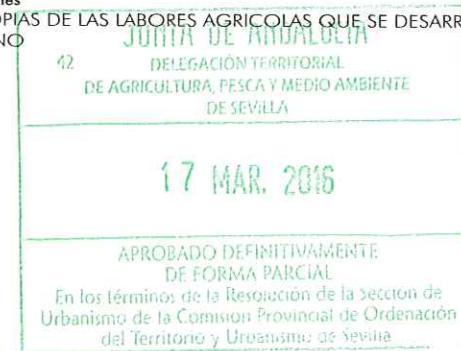 nes
OPIAS DE LAS LABORES AGRICOLAS QUE SE DESARR
NO
JUNTA DE ANDALUCIA
42 DELEGACIÓN TERRITORIAL
DE AGRICULTURA, PESCA Y MEDIO AMBIENTE
DE SEVILLA
17 MAR. 2016
APROBADO DEFINITIVAMENTE
DE FORMA PARCIAL
En los términos de la Resolución de la Sección de
Urbanismo de la Comisión Provincial de Ordenación
del Territorio y Urbanismo de Sevilla